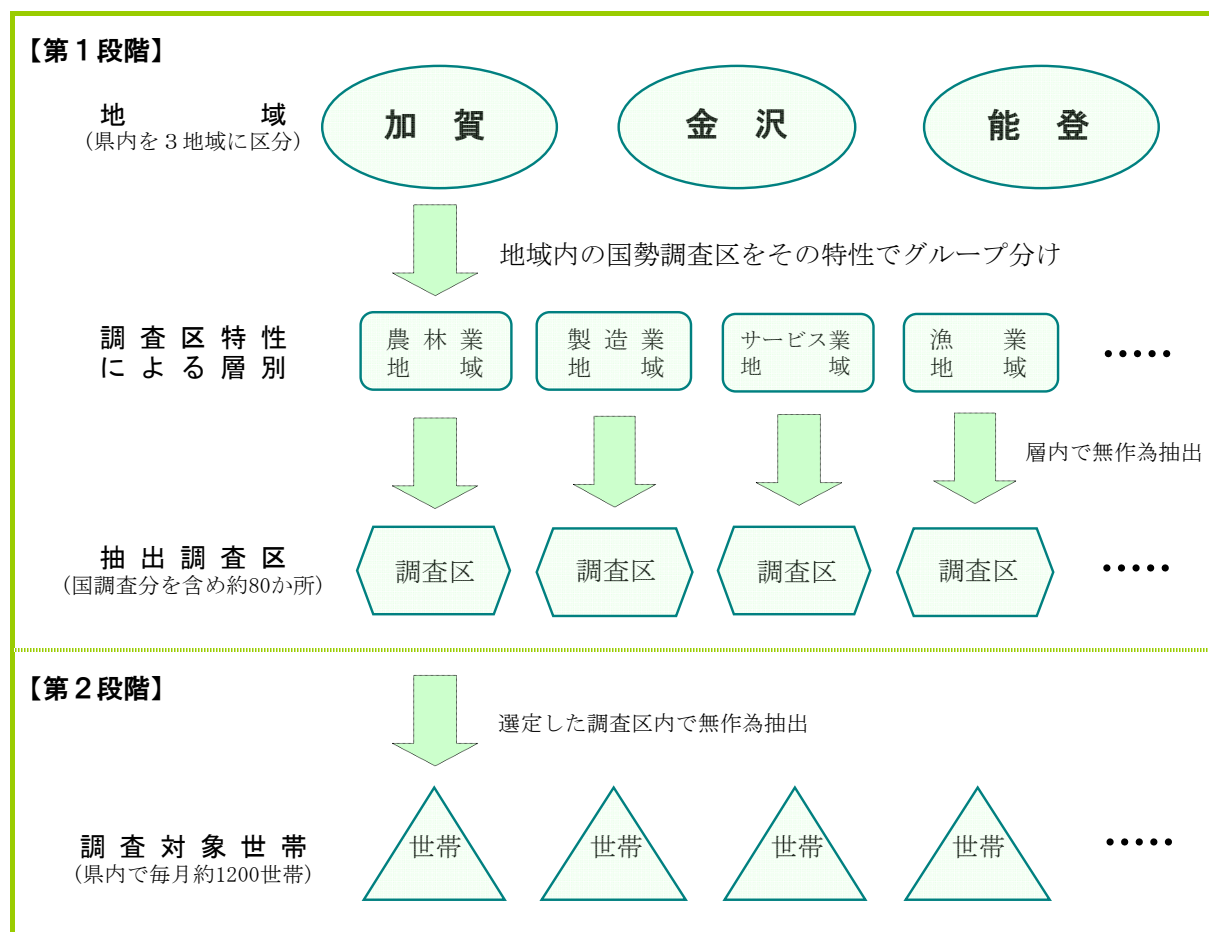 【第１段階】
地域
(県内を３地域に区分)
加賀
金沢
能登
地域内の国勢調査区をその特性でグループ分け
調査区特性
による層別
農林業
地域
製造業
地域
サービス業
地域
漁業
地域
•••••
層内で無作為抽出
抽出調査区
(国調査分を含め約80か所)
調査区
調査区
調査区
調査区
•••••
【第２段階】
選定した調査区内で無作為抽出
調査対象世帯
(県内で毎月約1200世帯)
世帯
世帯
世帯
世帯
•••••